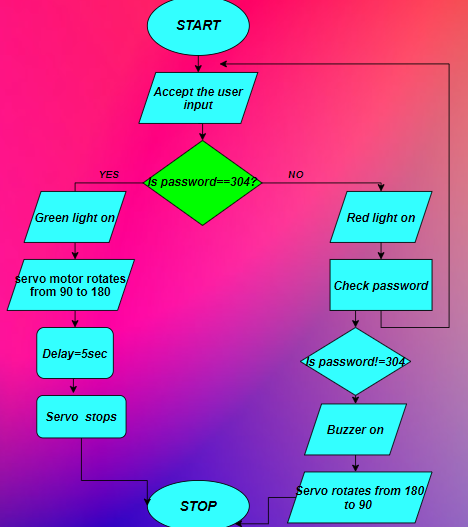 START
Accept the user
input
Is password==304?
YES
NO
Green light on
servo motor rotates
from 90 to 180
Delay=5sec
Servo stops
Red light on
Check password
Is password!=304
Buzzer on
Servo rotates from 180
to 90
STOP